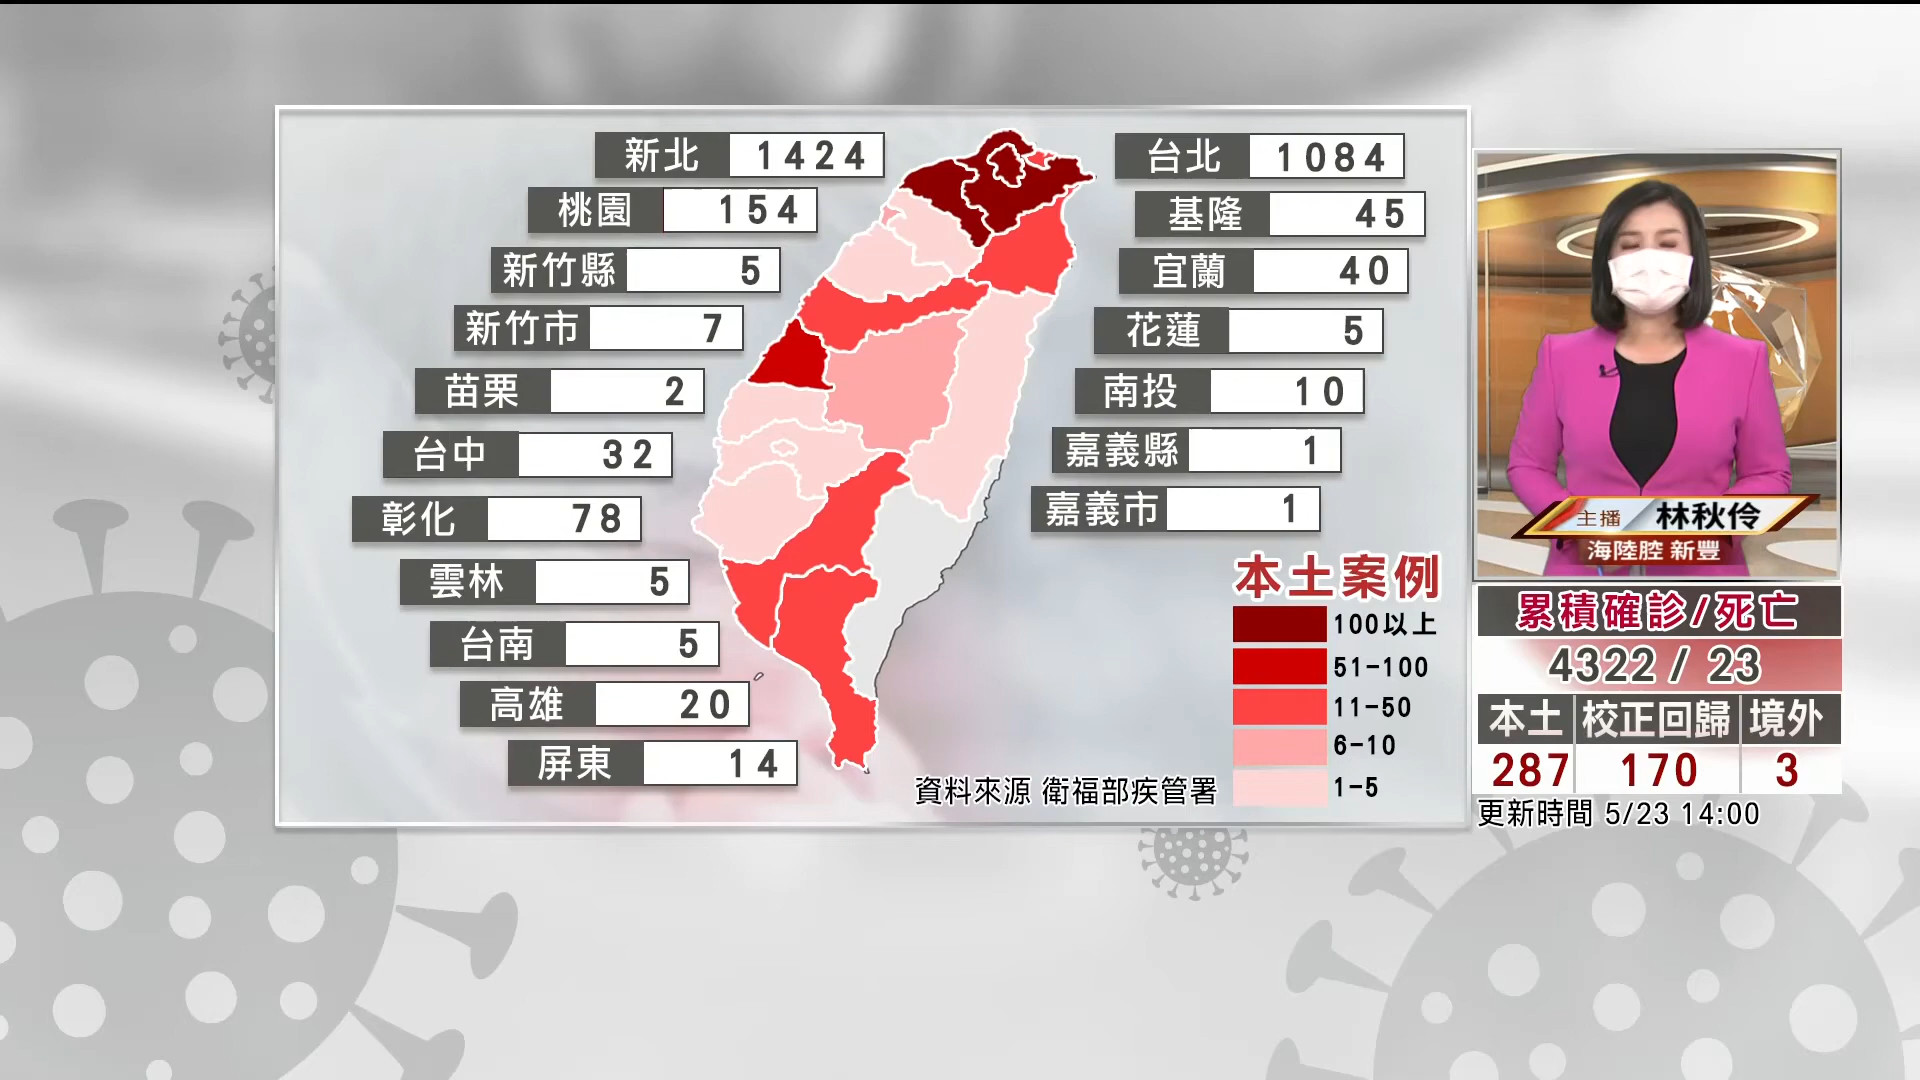 新北 1424
桃園 154
新竹縣 5
新竹市 7
苗栗 2
台中 32
彰化 78
雲林 5
台南 5
高雄 20
屏東 14
台北 1084
基隆 45
宜蘭 40
花蓮 5
南投 10
嘉義縣 1
嘉義市 1
本土案例
100以上
51-100
11-50
6-10
1-5
資料來源 衛福部疾管署
主播 林秋伶
海陸腔 新豐
累積確診/死亡
4322 / 23
本土 校正回歸 境外
287 170 3
更新時間 5/23 14:00